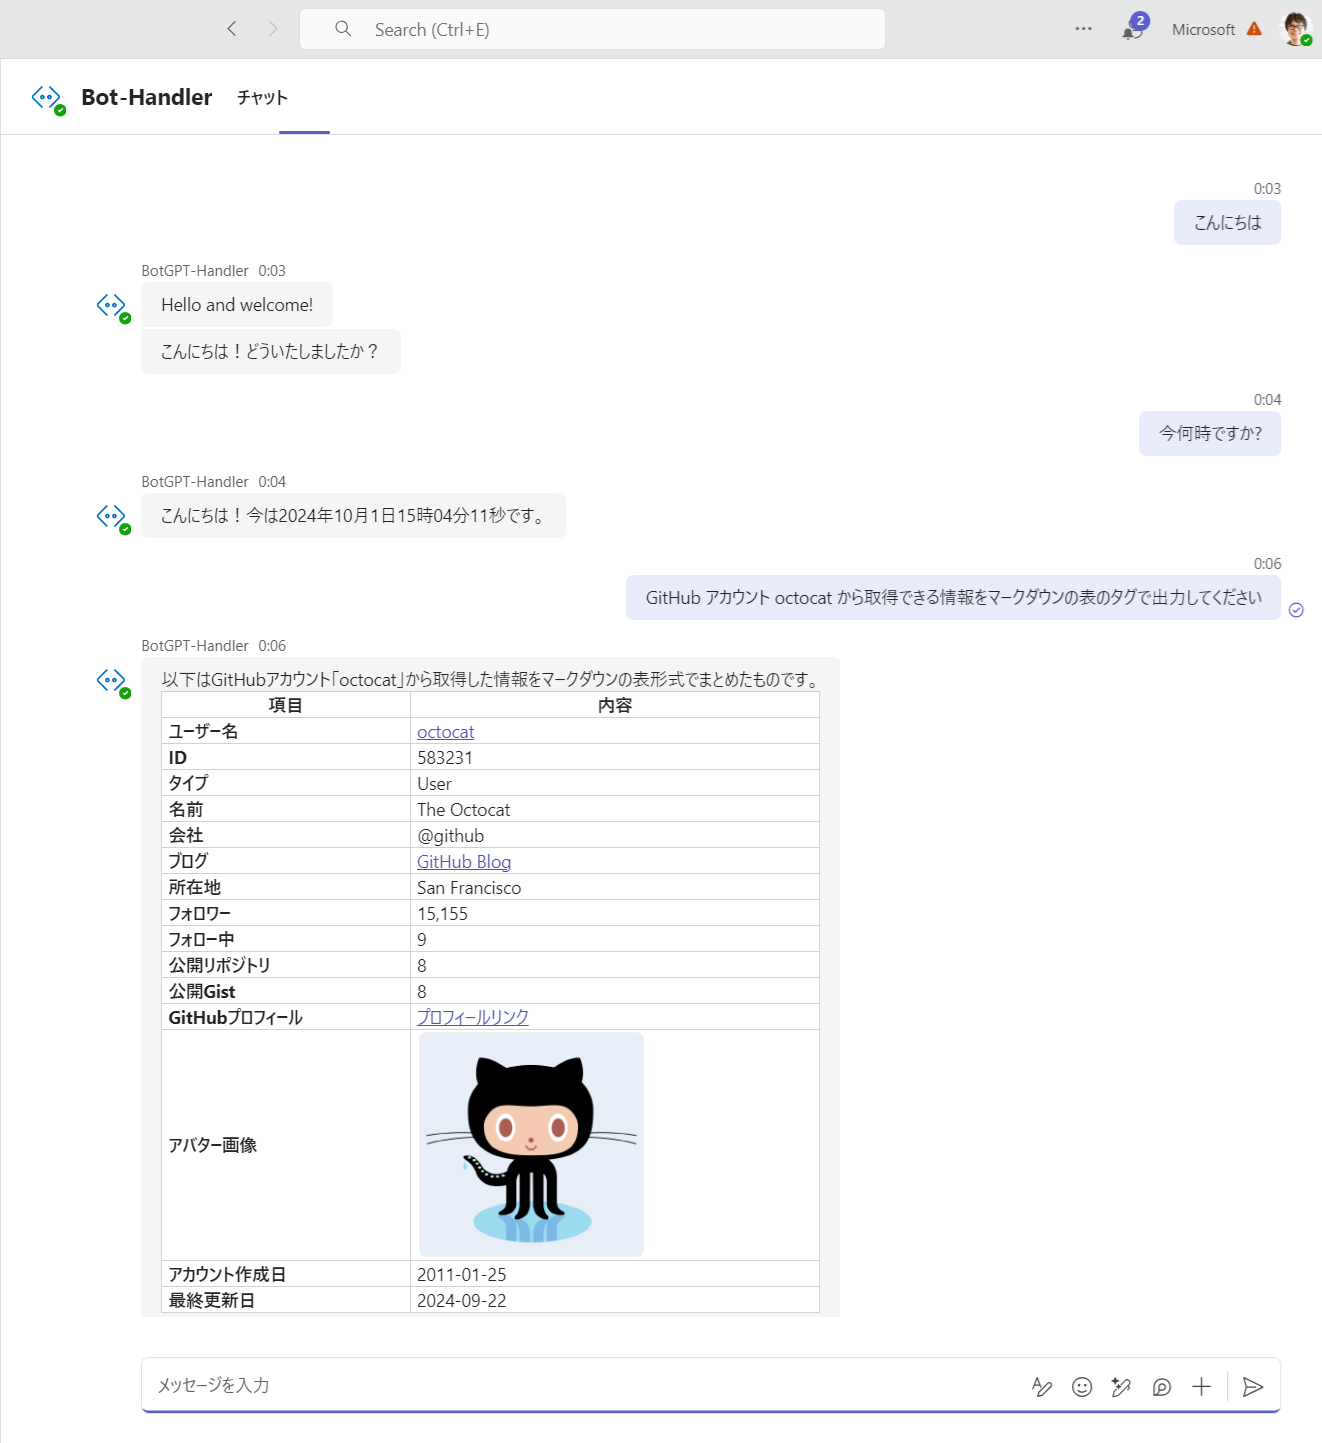 Search (Ctrl+E)
2
Microsoft
Bot-Handler チャット
0:03
こんにちは
BotGPT-Handler 0:03
Hello and welcome!
こんにちは！どういたしましたか？
0:04
今何時ですか?
BotGPT-Handler 0:04
こんにちは！今は2024年10月1日15時04分11秒です。
0:06
GitHub アカウント octocat から取得できる情報をマークダウンの表のタグで出力してください
BotGPT-Handler 0:06
以下はGitHubアカウント「octocat」から取得した情報をマークダウンの表形式でまとめたものです。
項目 内容
ユーザー名 octocat
ID 583231
タイプ User
名前 The Octocat
会社 @github
ブログ GitHub Blog
所在地 San Francisco
フォロワー 15,155
フォロー中 9
公開リポジトリ 8
公開Gist 8
GitHubプロフィール プロフィールリンク
アバター画像
アカウント作成日 2011-01-25
最終更新日 2024-09-22
メッセージを入力